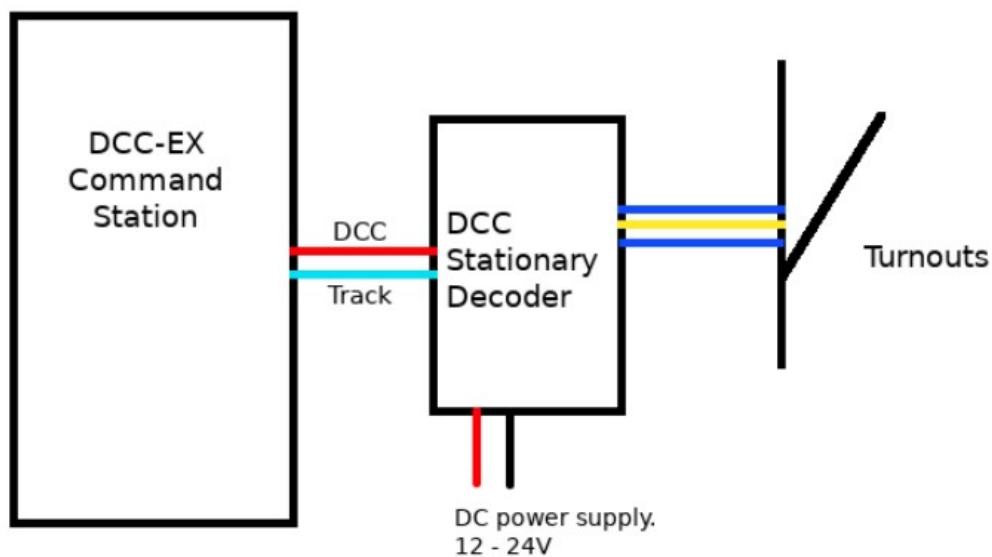 DCC-EX
Command
Station
DCC
Track
DCC
Stationary
Decoder
Turnouts
DC power supply.
12 - 24V